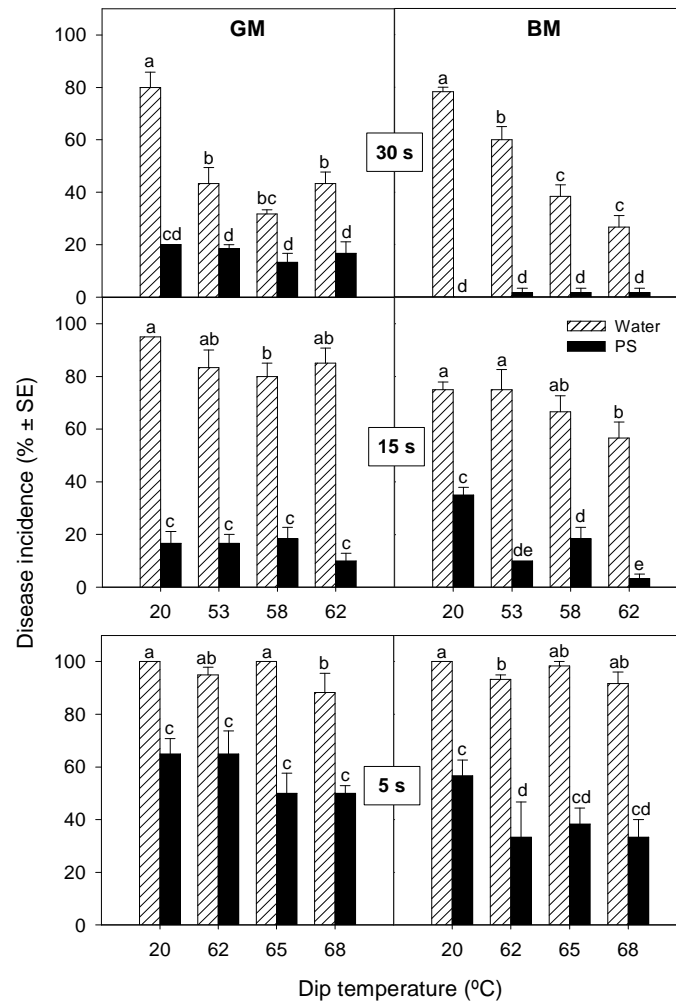 GM BM
100
a
80 a
b
60
b b c
40 bc c
30 s
20 cd d d d
d d d d
0
a
100
ab ab
80 b
a a
ab
60 b
Water
PS
15 s
40 c
c c c d
20 c de
e
0
20 53 58 62 20 53 58 62
a ab a b a b ab ab
100
80
c c
60 c c c
d cd cd
40
5 s
20
0
20 62 65 68 20 62 65 68
Disease incidence (% ± SE)
Dip temperature (ºC)